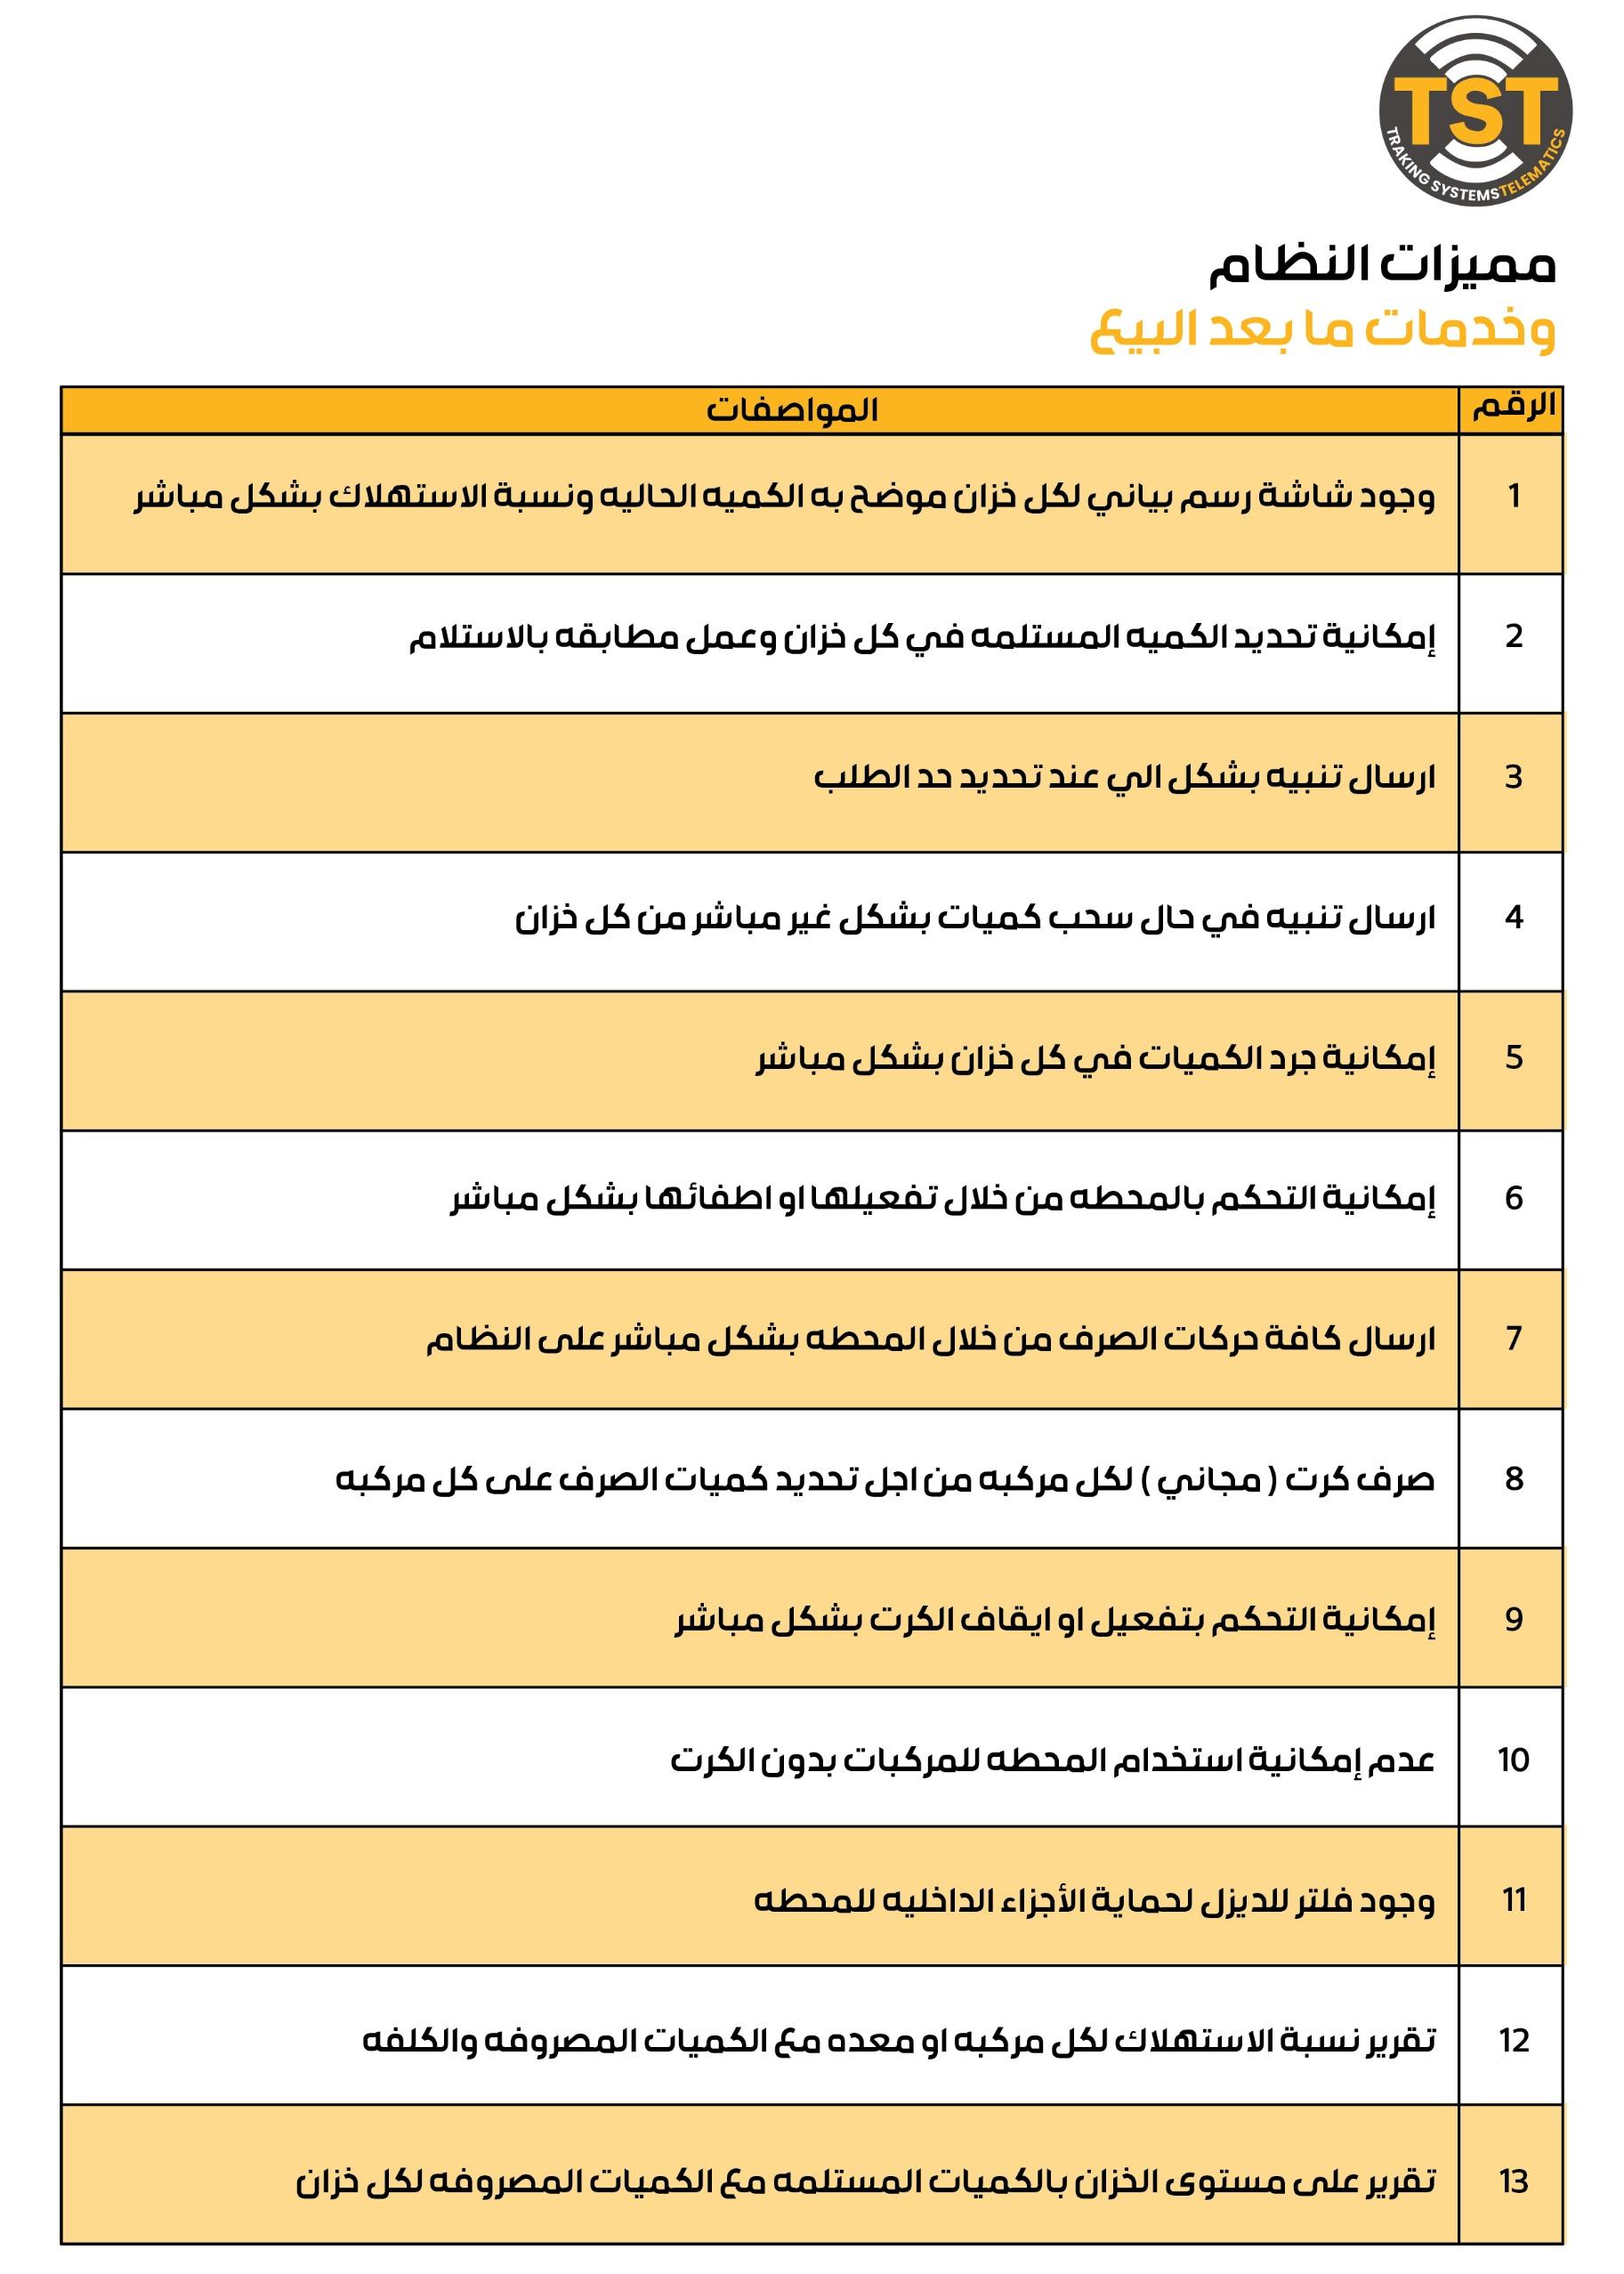 TST
TRAKING SYSTEMS TELEMATICS
مميزات النظام
وخدمات ما بعد البيع
الرقم المواصفات
1 وجود شاشة رسم بياني لكل خزان موضح به الكميه الحاليه ونسبة الاستهلاك بشكل مباشر
2 إمكانية تحديد الكميه المستلمه في كل خزان وعمل مطابقه بالاستلام
3 ارسال تنبيه بشكل الي عند تحديد حد الطلب
4 ارسال تنبيه في حال سحب كميات بشكل غير مباشر من كل خزان
5 إمكانية جرد الكميات في كل خزان بشكل مباشر
6 إمكانية التحكم بالمحطه من خلال تفعيلها او اطفائها بشكل مباشر
7 ارسال كافة حركات الصرف من خلال المحطه بشكل مباشر على النظام
8 صرف كرت ( مجاني ) لكل مركبه من اجل تحديد كميات الصرف على كل مركبه
9 إمكانية التحكم بتفعيل او ايقاف الكرت بشكل مباشر
10 عدم إمكانية استخدام المحطه للمركبات بدون الكرت
11 وجود فلتر للديزل لحماية الأجزاء الداخليه للمحطه
12 تقرير نسبة الاستهلاك لكل مركبه او معده مع الكميات المصروفه والكلفه
13 تقرير على مستوى الخزان بالكميات المستلمه مع الكميات المصروفه لكل خزان